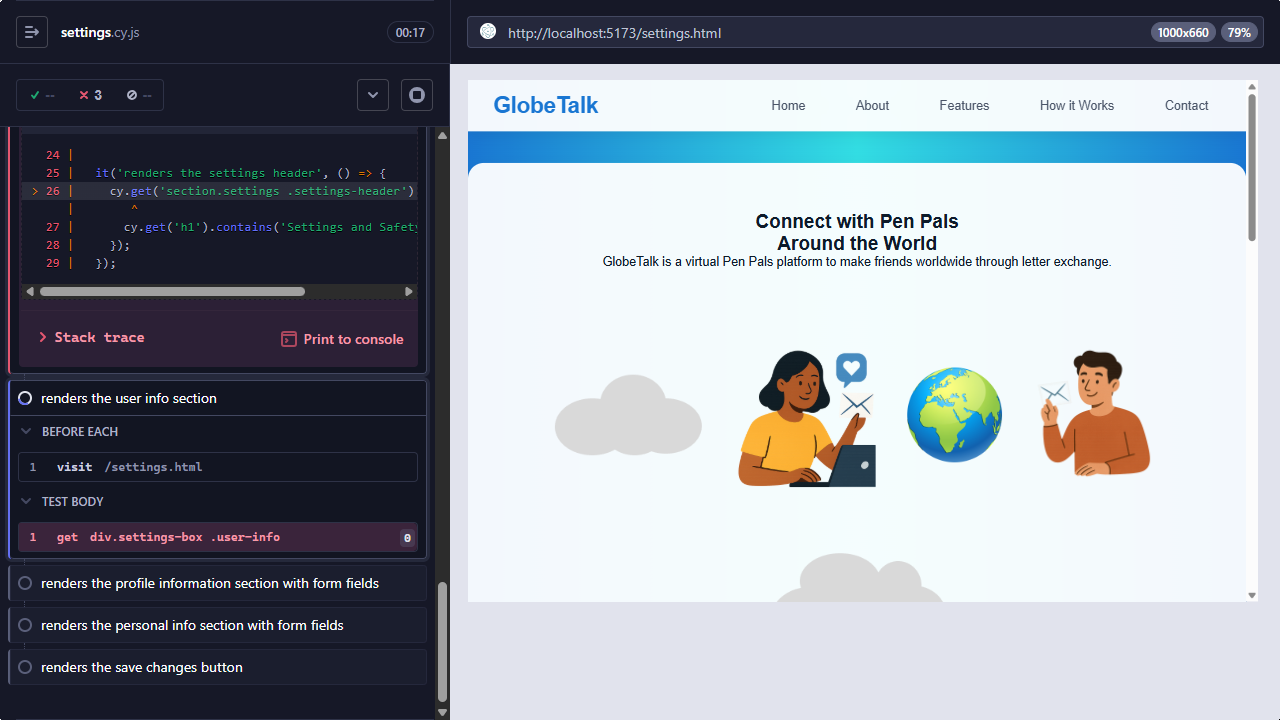 settings.cy.js
00:17
--
3
--
24 |
25 | it('renders the settings header', () => {
> 26 | cy.get('section.settings .settings-header')
| ^
27 | cy.get('h1').contains('Settings and Safety
28 | });
29 | });
Stack trace
Print to console
renders the user info section
BEFORE EACH
1 visit /settings.html
TEST BODY
1 get div.settings-box .user-info 0
renders the profile information section with form fields
renders the personal info section with form fields
renders the save changes button
http://localhost:5173/settings.html
1000x660
79%
GlobeTalk
Home
About
Features
How it Works
Contact
Connect with Pen Pals
Around the World
GlobeTalk is a virtual Pen Pals platform to make friends worldwide through letter exchange.